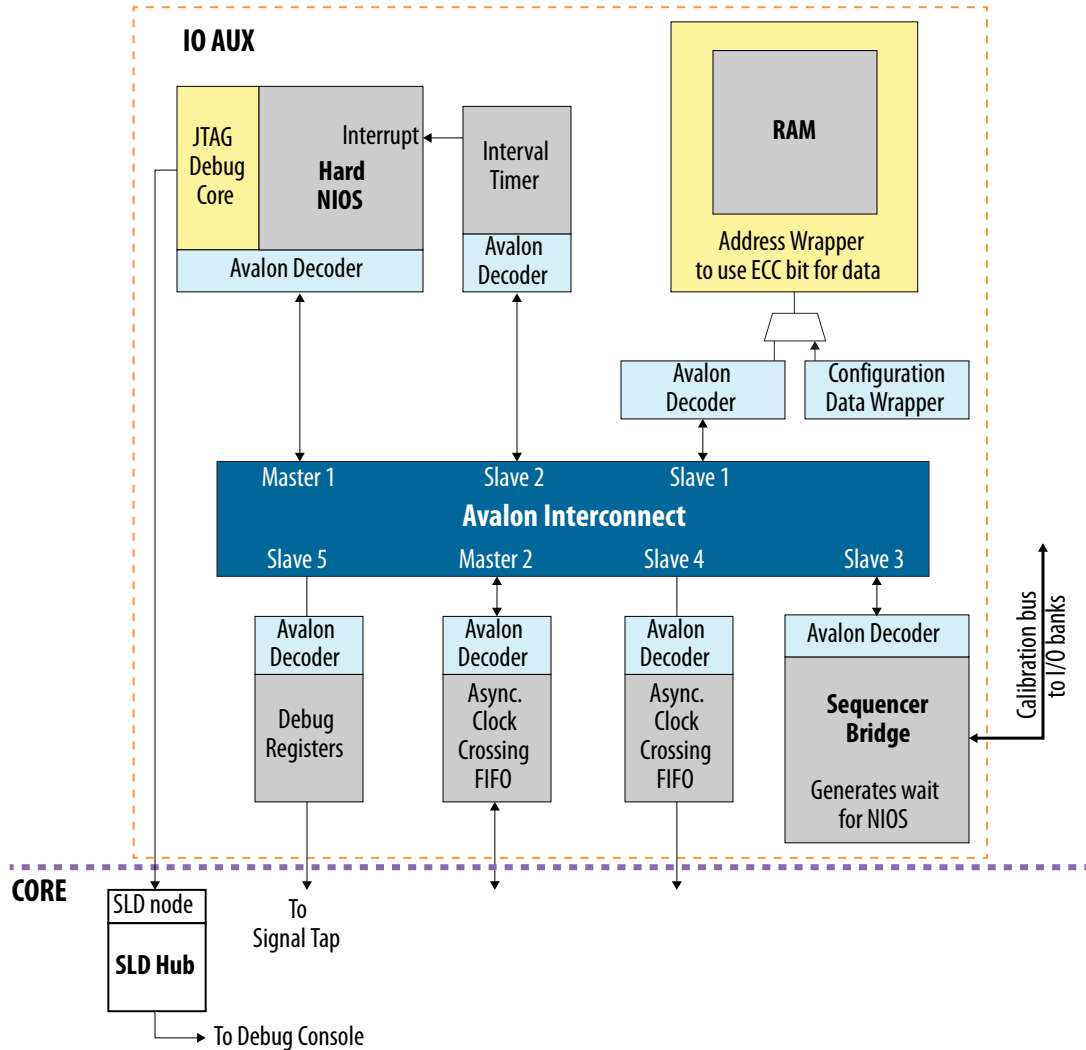 IO AUX
JTAG
Debug
Core
Interrupt
Hard
NIOS
Avalon Decoder
Interval
Timer
Avalon
Decoder
RAM
Address Wrapper
to use ECC bit for data
Avalon
Decoder
Configuration
Data Wrapper
Master 1
Slave 2
Slave 1
Avalon Interconnect
Slave 5
Master 2
Slave 4
Slave 3
Avalon
Decoder
Debug
Registers
Avalon
Decoder
Async.
Clock
Crossing
FIFO
Avalon
Decoder
Async.
Clock
Crossing
FIFO
Avalon Decoder
Sequencer
Bridge
Generates wait
for NIOS
Calibration bus
to I/O banks
CORE
SLD node
SLD Hub
To
Signal Tap
To Debug Console